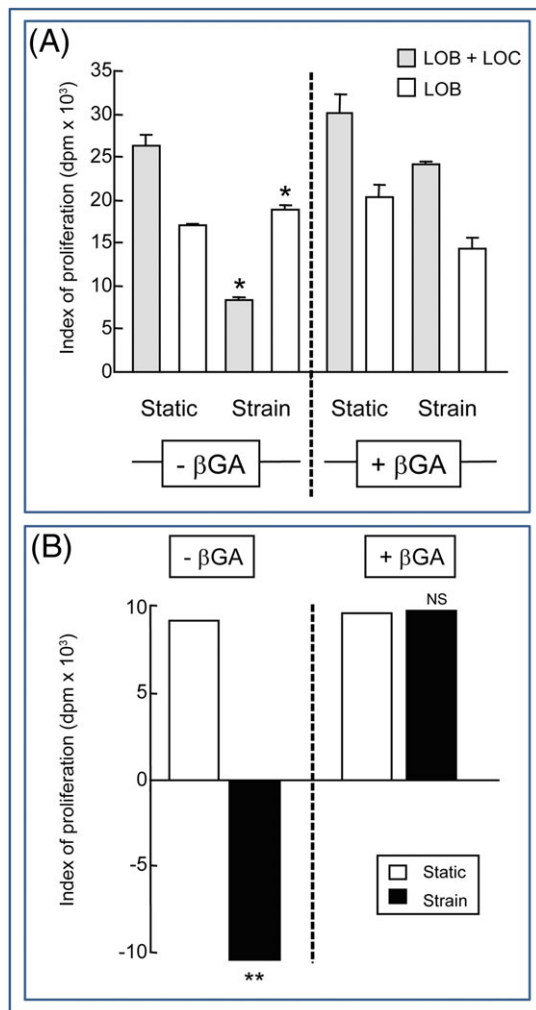 (A)
LOB + LOC
LOB
Index of proliferation (dpm x 10³)
35
30
25
20
15
10
5
0
*
*
Static
Strain
Static
Strain
- βGA
+ βGA
(B)
- βGA
+ βGA
Index of proliferation (dpm x 10³)
10
5
0
-5
-10
NS
**
Static
Strain